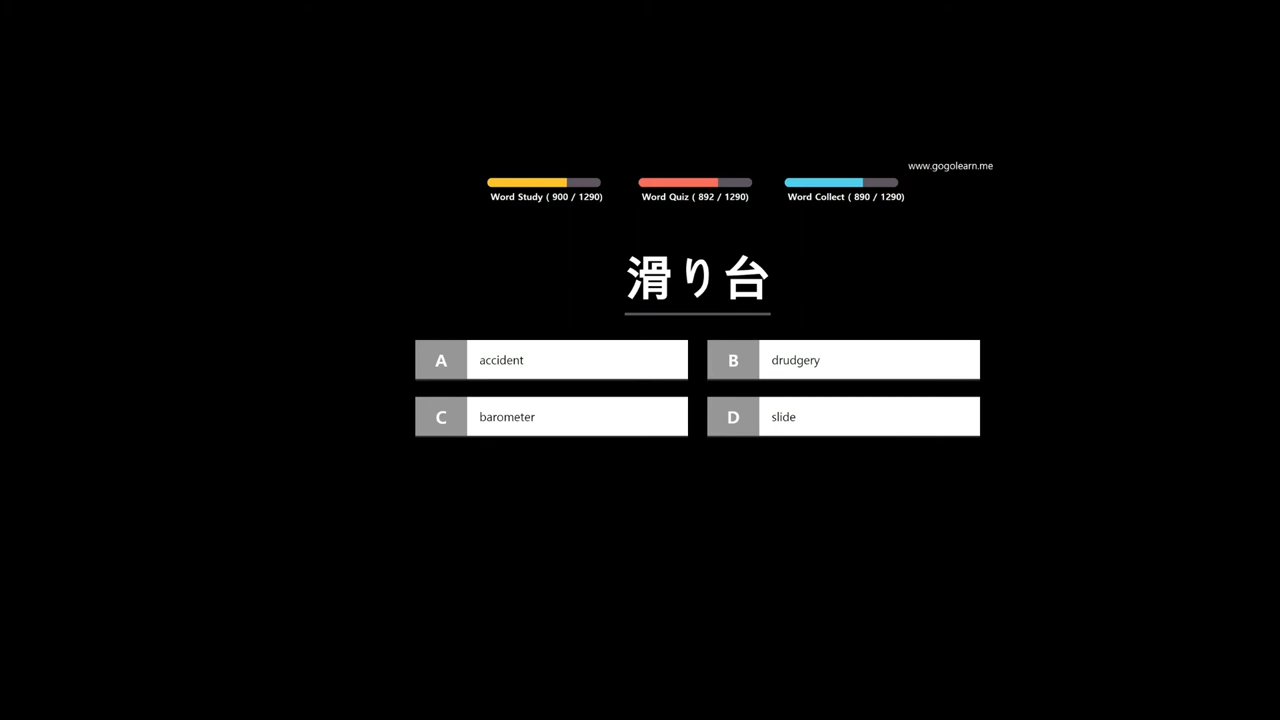 www.gogolearn.me
Word Study ( 900 / 1290)
Word Quiz ( 892 / 1290)
Word Collect ( 890 / 1290)
滑り台
A accident
B drudgery
C barometer
D slide